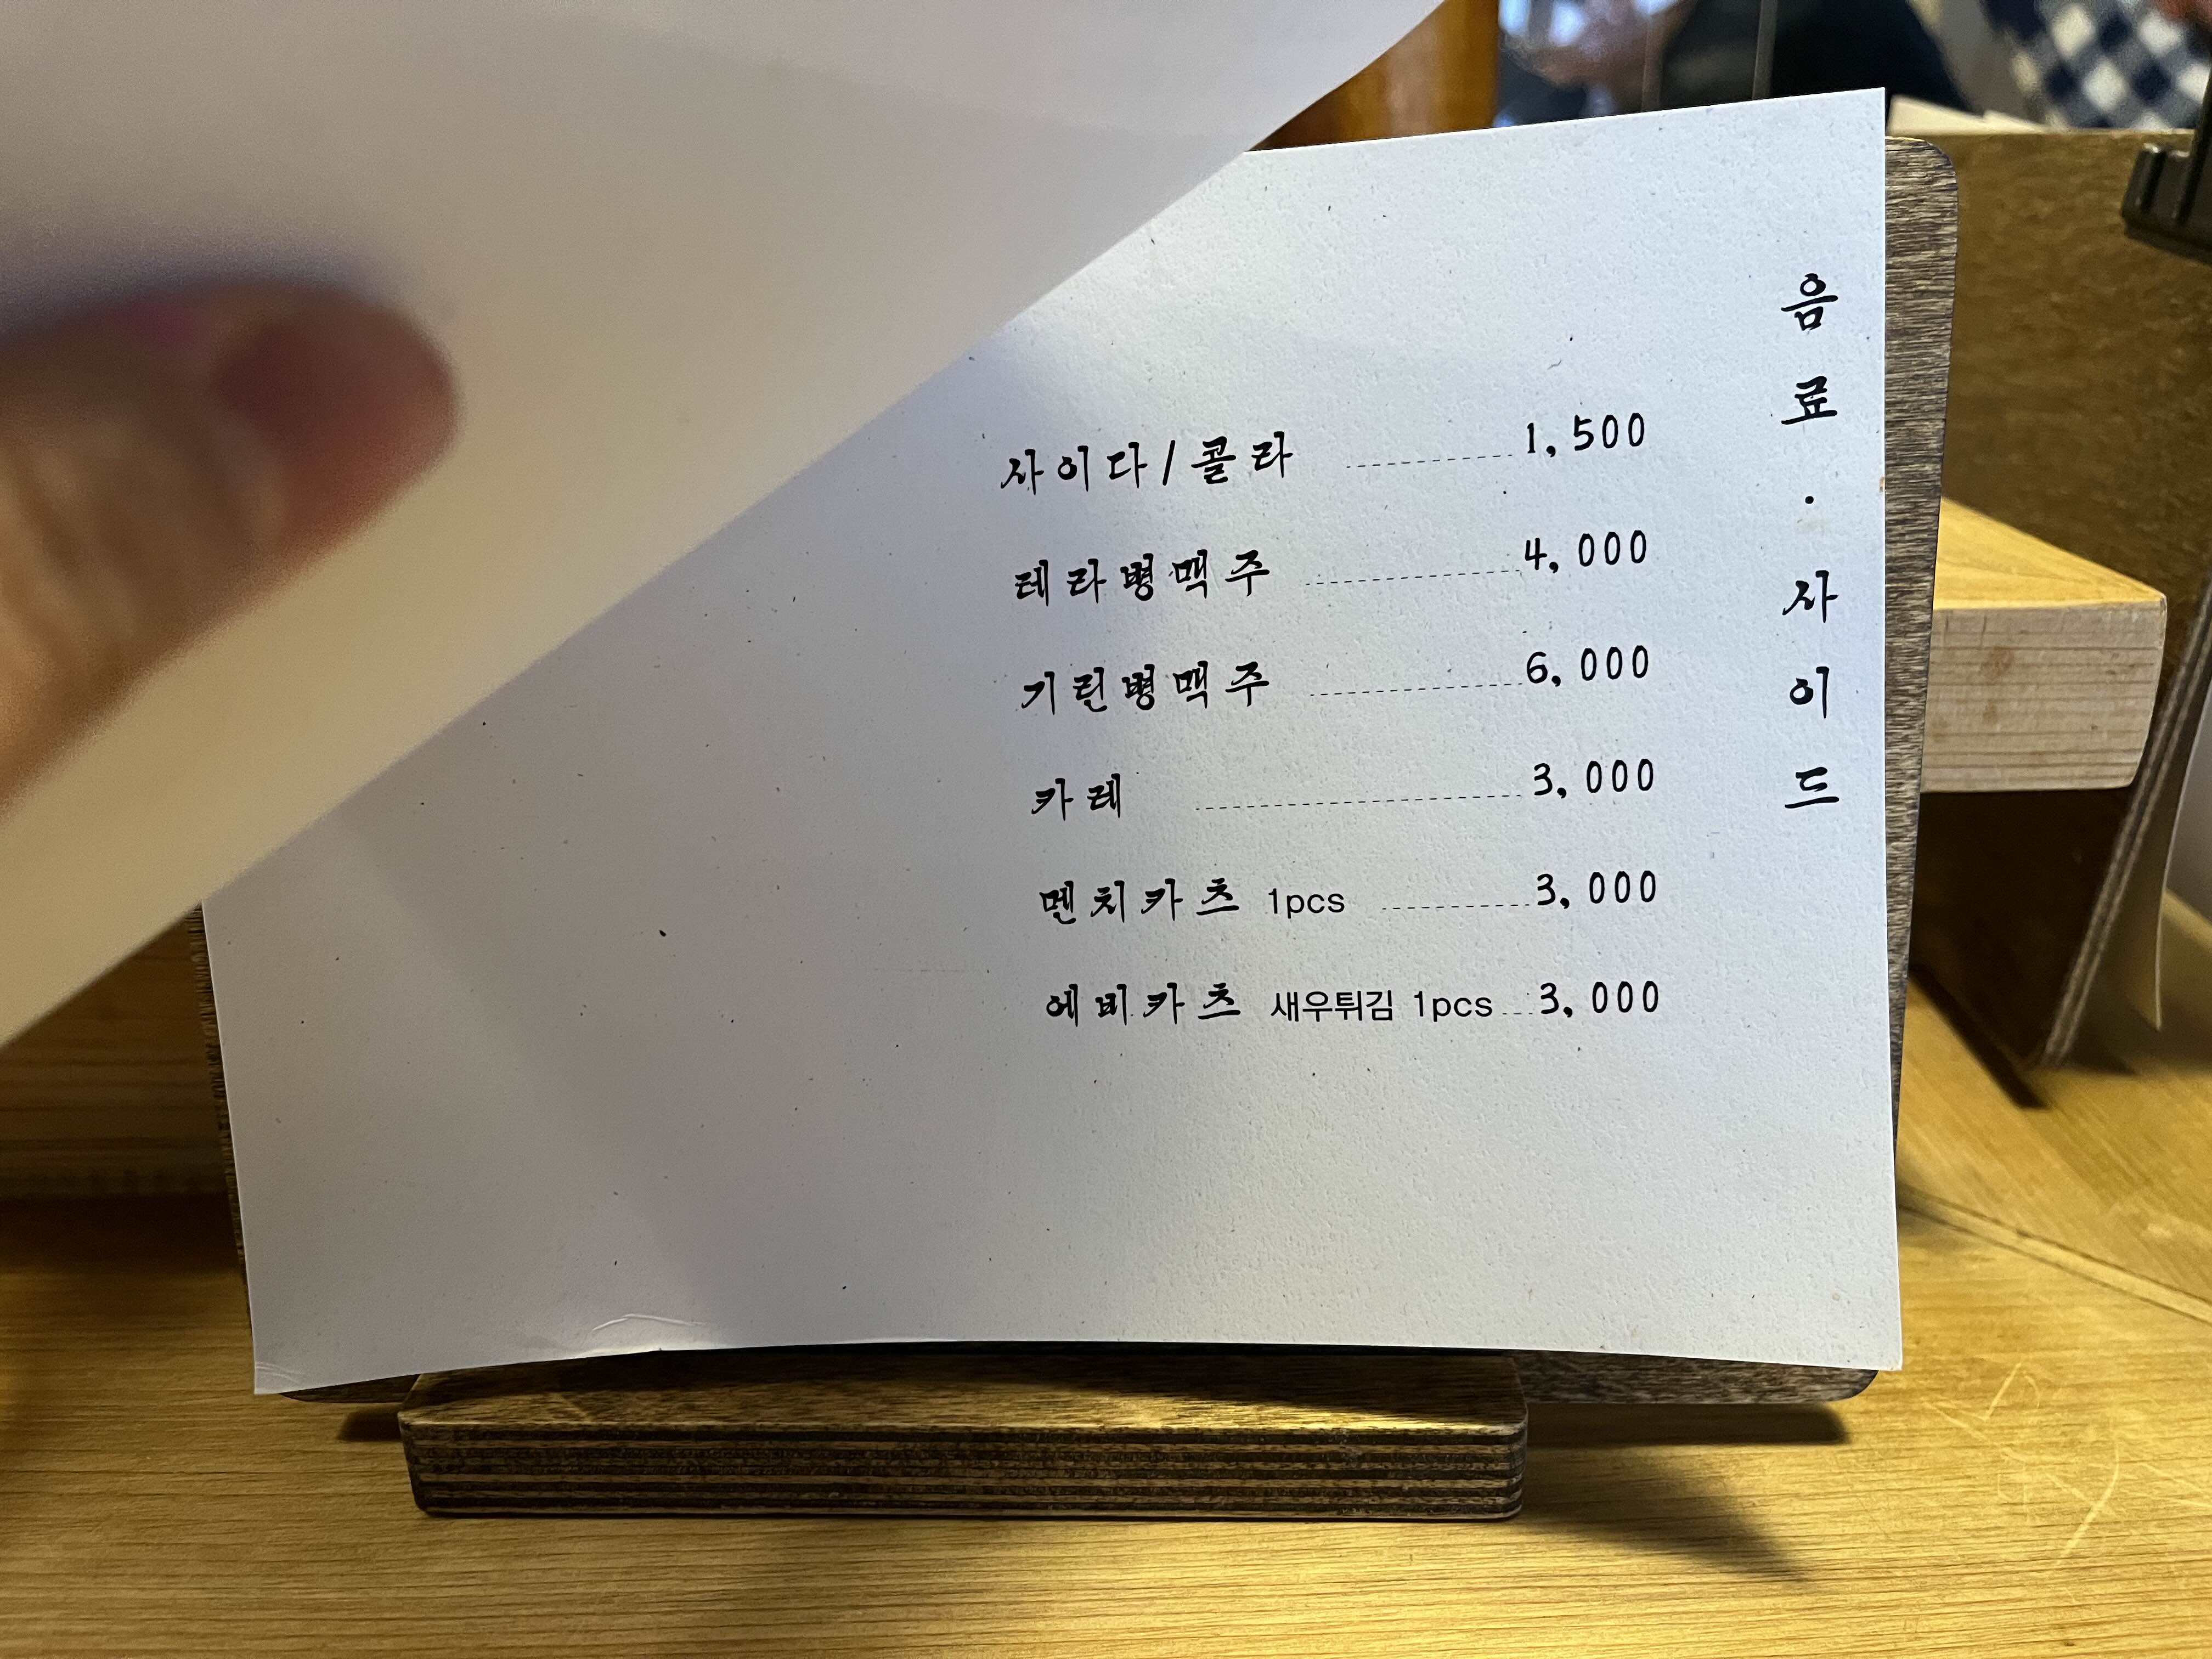 음료·사이드
사이다/콜라 1,500
테라병맥주 4,000
기린병맥주 6,000
카레 3,000
멘치카츠 1pcs 3,000
에비카츠 새우튀김 1pcs 3,000